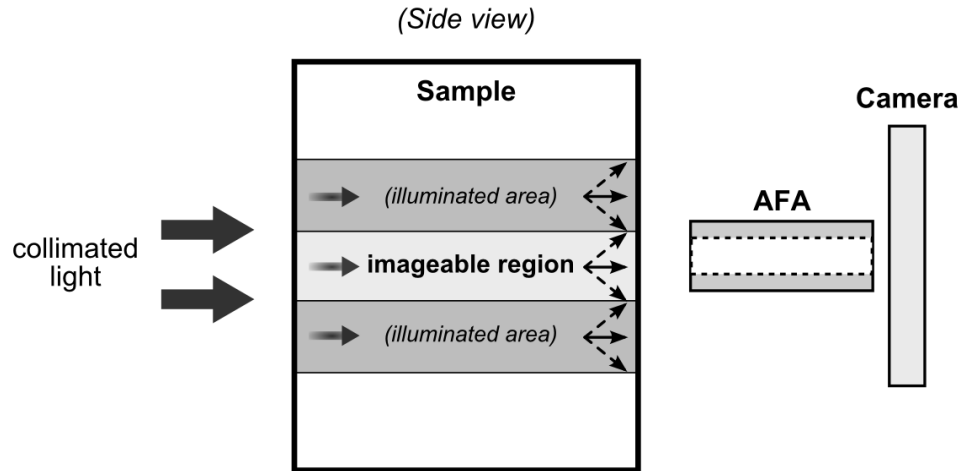 (Side view)
Sample
Camera
(illuminated area)
AFA
collimated
light
imageable region
(illuminated area)